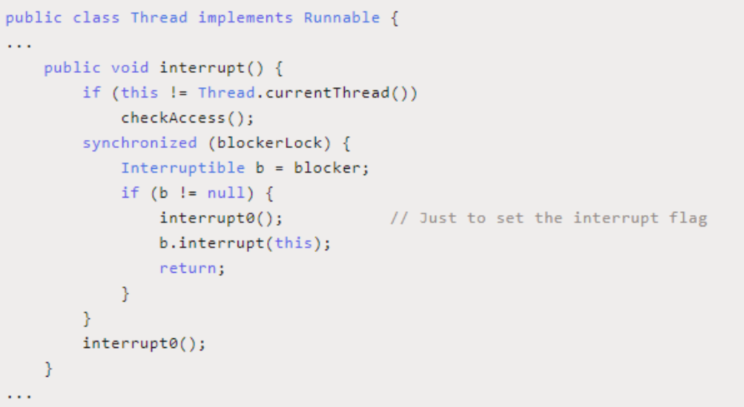 public class Thread implements Runnable {
...
    public void interrupt() {
        if (this != Thread.currentThread())
            checkAccess();
        synchronized (blockerLock) {
            Interruptible b = blocker;
            if (b != null) {
                interrupt0();           // Just to set the interrupt flag
                b.interrupt(this);
                return;
            }
        }
        interrupt0();
    }
...